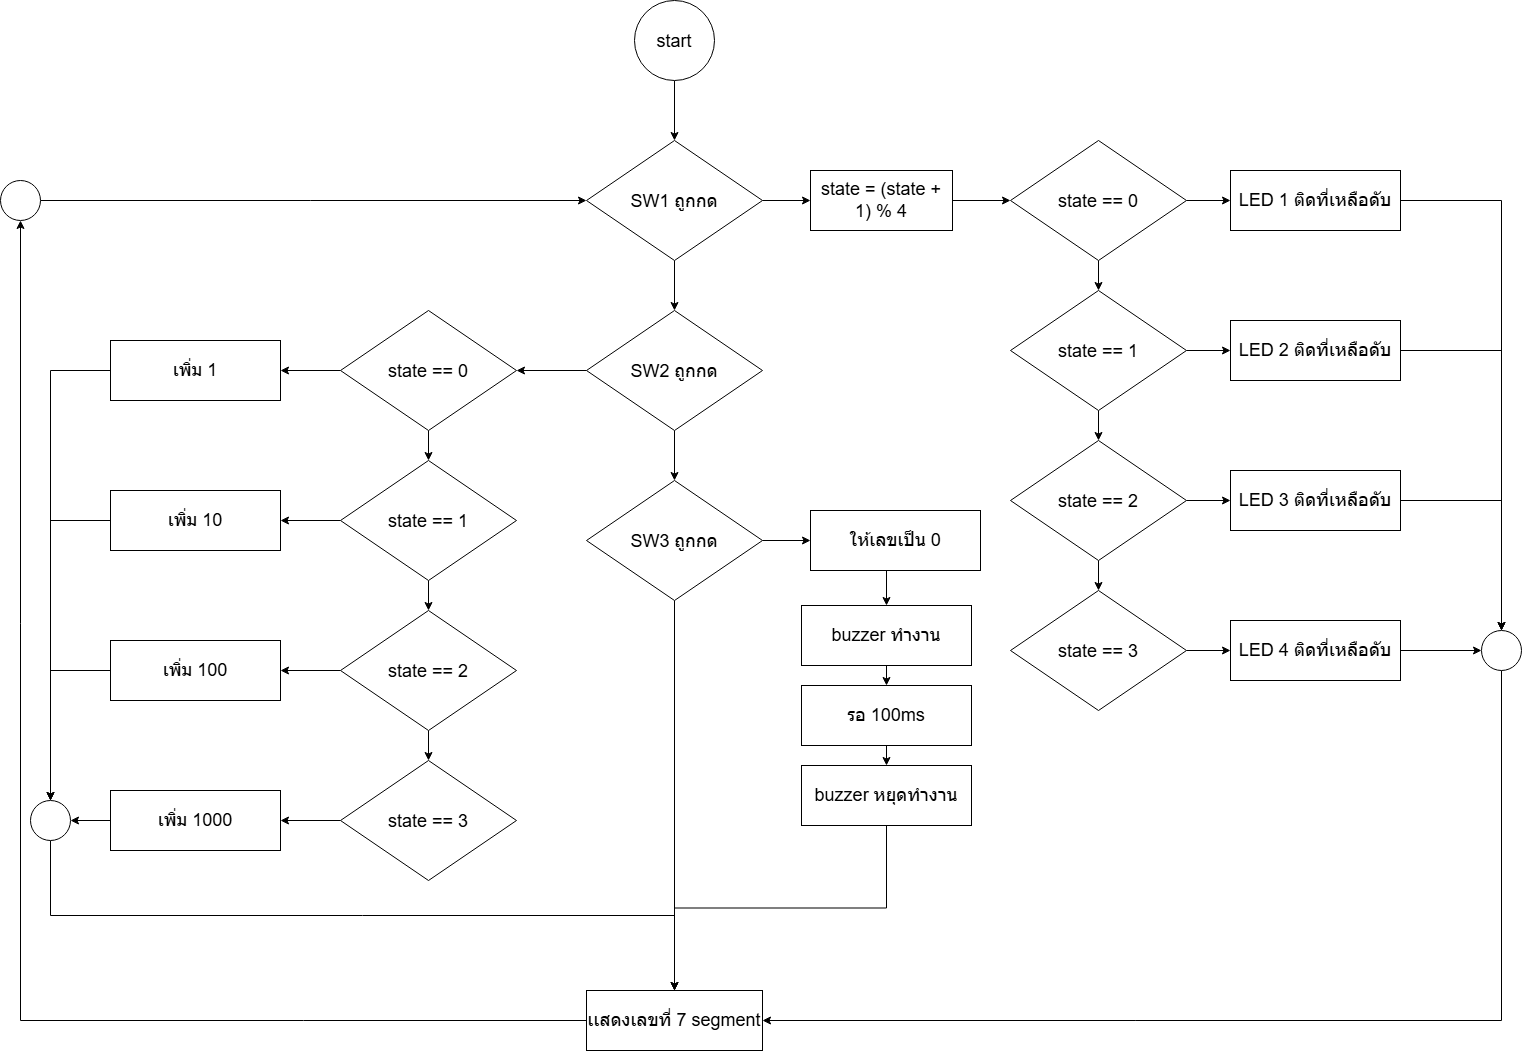 start
SW1 ถูกกด
state = (state +
1) % 4
state == 0
LED 1 ติดที่เหลือดับ
state == 1
LED 2 ติดที่เหลือดับ
state == 2
LED 3 ติดที่เหลือดับ
state == 3
LED 4 ติดที่เหลือดับ
SW2 ถูกกด
state == 0
เพิ่ม 1
state == 1
เพิ่ม 10
state == 2
เพิ่ม 100
state == 3
เพิ่ม 1000
SW3 ถูกกด
ให้เลขเป็น 0
buzzer ทำงาน
รอ 100ms
buzzer หยุดทำงาน
แสดงเลขที่ 7 segment